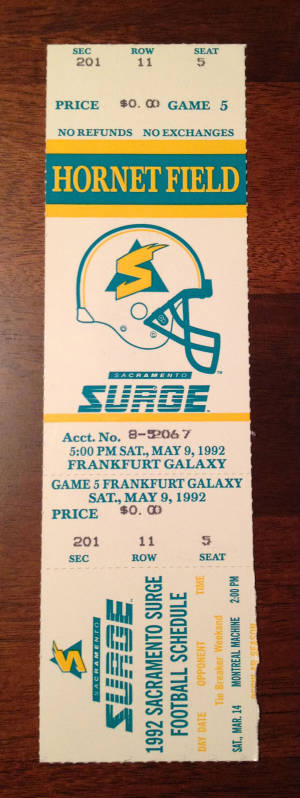 SEC ROW SEAT
201 11 5
PRICE $0.00 GAME 5
NO REFUNDS NO EXCHANGES
HORNET FIELD
S
SACRAMENTO
SURGE
Acct. No. 8-52067
5:00 PM SAT., MAY 9, 1992
FRANKFURT GALAXY
GAME 5 FRANKFURT GALAXY
SAT., MAY 9, 1992
PRICE $0.00
201 11 5
SEC ROW SEAT
S
SACRAMENTO
SURGE
1992 SACRAMENTO SURGE
FOOTBALL SCHEDULE
DAY DATE OPPONENT TIME
Tie Breaker Weekend
SAT., MAR. 14 MONTREAL MACHINE 2:00 PM